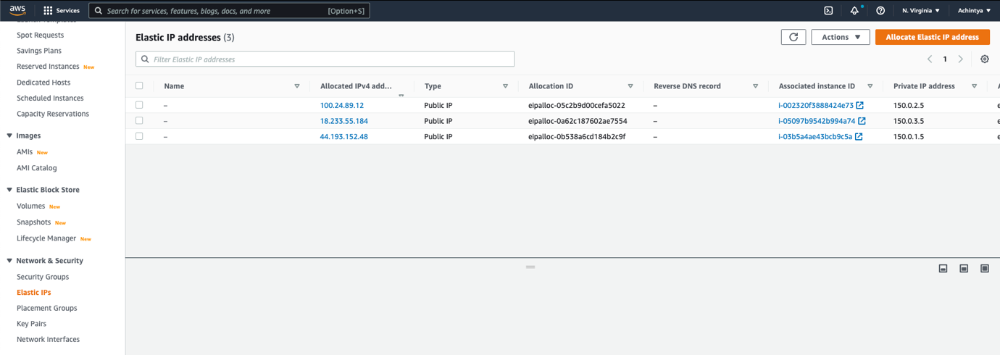 aws Services Search for services, features, blogs, docs, and more [Option+S] N. Virginia Achintya
Launch Templates
Spot Requests
Savings Plans
Reserved Instances New
Dedicated Hosts
Scheduled Instances
Capacity Reservations
Images
AMIs New
AMI Catalog
Elastic Block Store
Volumes New
Snapshots New
Lifecycle Manager New
Network & Security
Security Groups
Elastic IPs
Placement Groups
Key Pairs
Network Interfaces
Elastic IP addresses (3) Actions Allocate Elastic IP address
Filter Elastic IP addresses 1
Name Allocated IPv4 add... Type Allocation ID Reverse DNS record Associated instance ID Private IP address A
– 100.24.89.12 Public IP eipalloc-05c2b9d00cefa5022 – i-002320f3888424e73 150.0.2.5 e
– 18.233.55.184 Public IP eipalloc-0a62c187602ae7554 – i-05097b9542b994a74 150.0.3.5 e
– 44.193.152.48 Public IP eipalloc-0b538a6cd184b2c9f – i-03b5a4ae43bcb9c5a 150.0.1.5 e